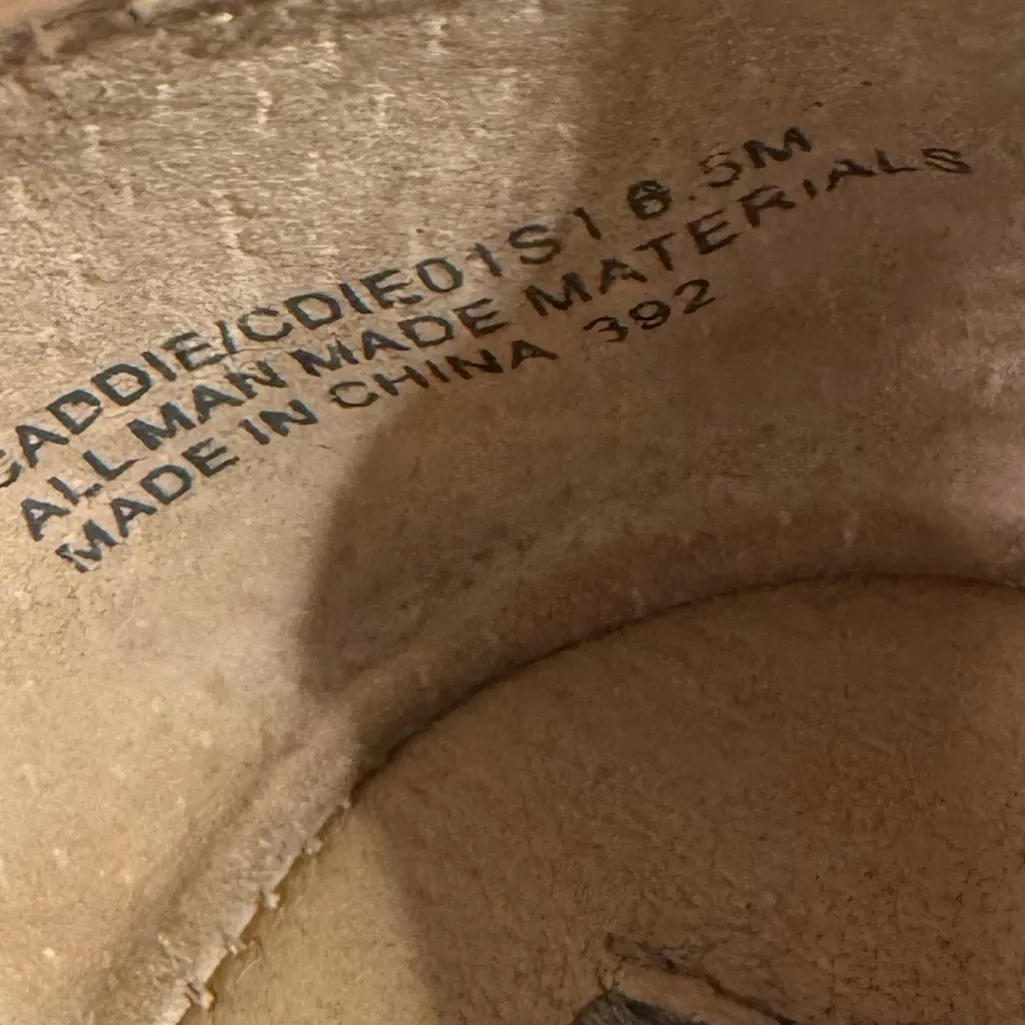 CADDIE/CDIE01S1 6.5M
ALL MAN MADE MATERIALS
MADE IN CHINA 392